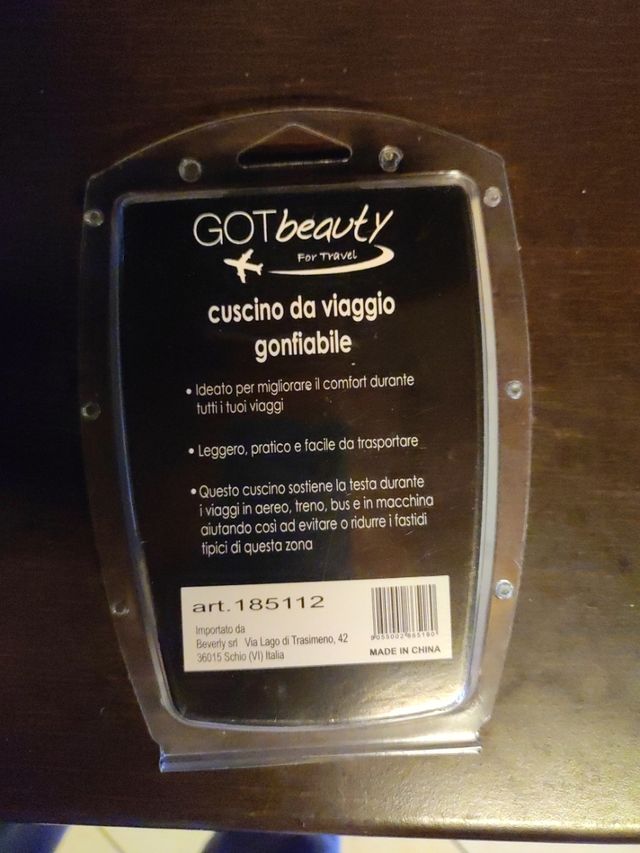 GOTbeauty
For Travel
cuscino da viaggio
gonfiabile
• Ideato per migliorare il comfort durante
tutti i tuoi viaggi
• Leggero, pratico e facile da trasportare
• Questo cuscino sostiene la testa durante
i viaggi in aereo, treno, bus e in macchina
aiutando così ad evitare o ridurre i fastidi
tipici di questa zona
art.185112
Importato da
Beverly srl Via Lago di Trasimeno, 42
36015 Schio (VI) Italia
MADE IN CHINA